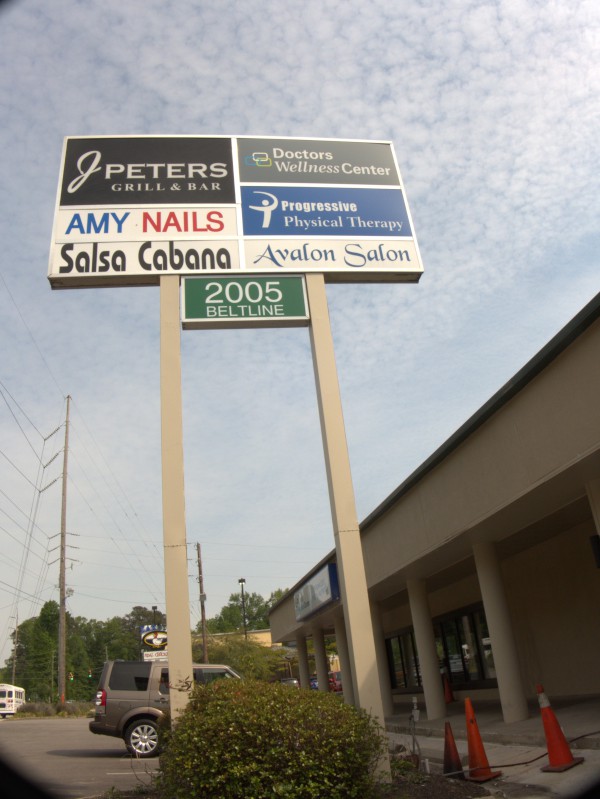 J PETERS
GRILL & BAR
AMY NAILS
Salsa Cabana
Doctors
Wellness Center
Progressive
Physical Therapy
Avalon Salon
2005
BELTLINE